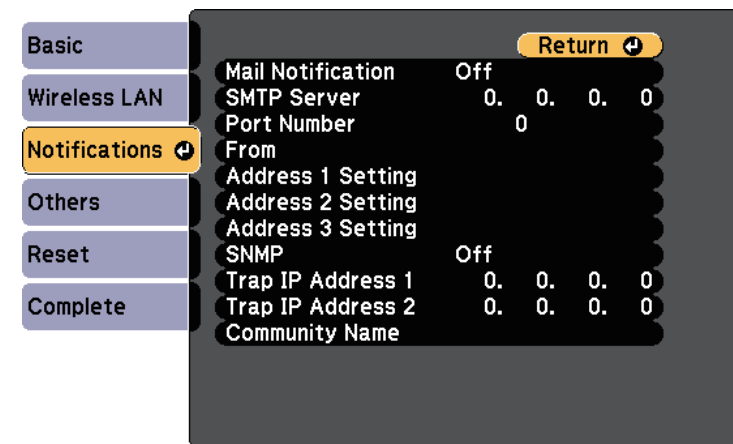 Basic
Wireless LAN
Notifications
Others
Reset
Complete
Return
Mail Notification Off
SMTP Server 0. 0. 0. 0
Port Number 0
From
Address 1 Setting
Address 2 Setting
Address 3 Setting
SNMP Off
Trap IP Address 1 0. 0. 0. 0
Trap IP Address 2 0. 0. 0. 0
Community Name